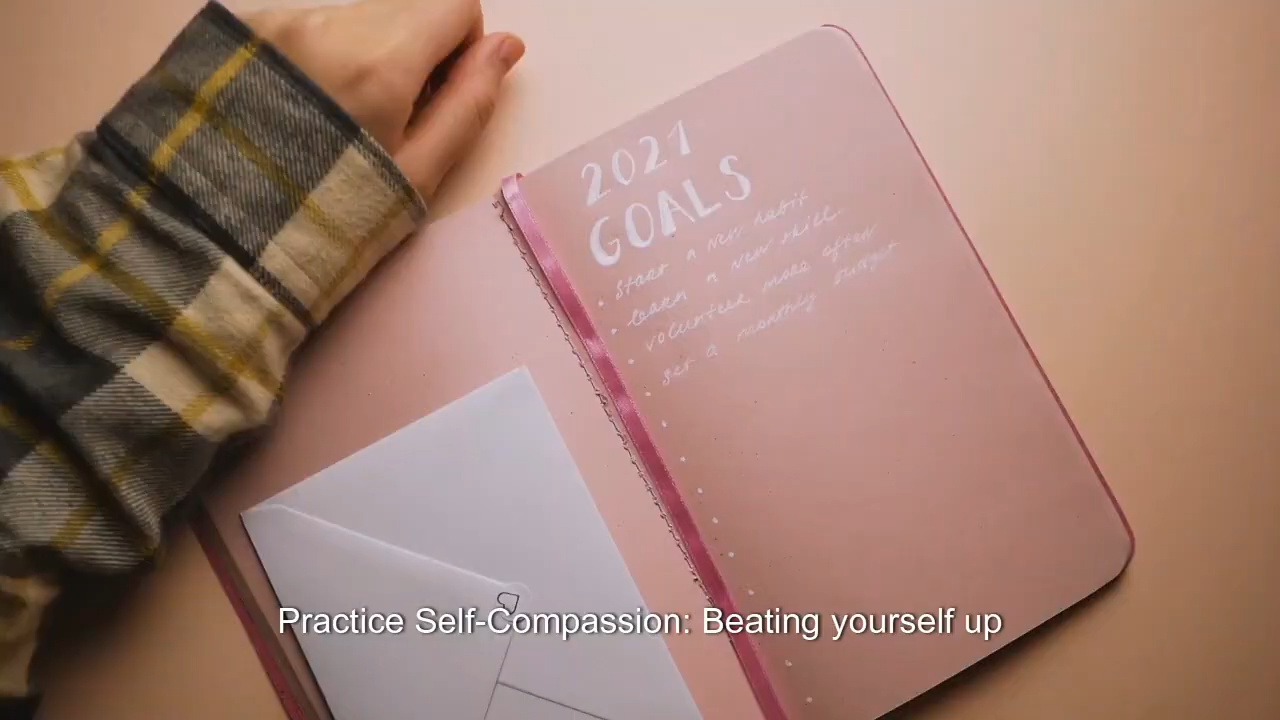 2021
GOALS
• start a new habit
• learn a new skill.
• volunteer more often
• set a monthly budget
Practice Self-Compassion: Beating yourself up